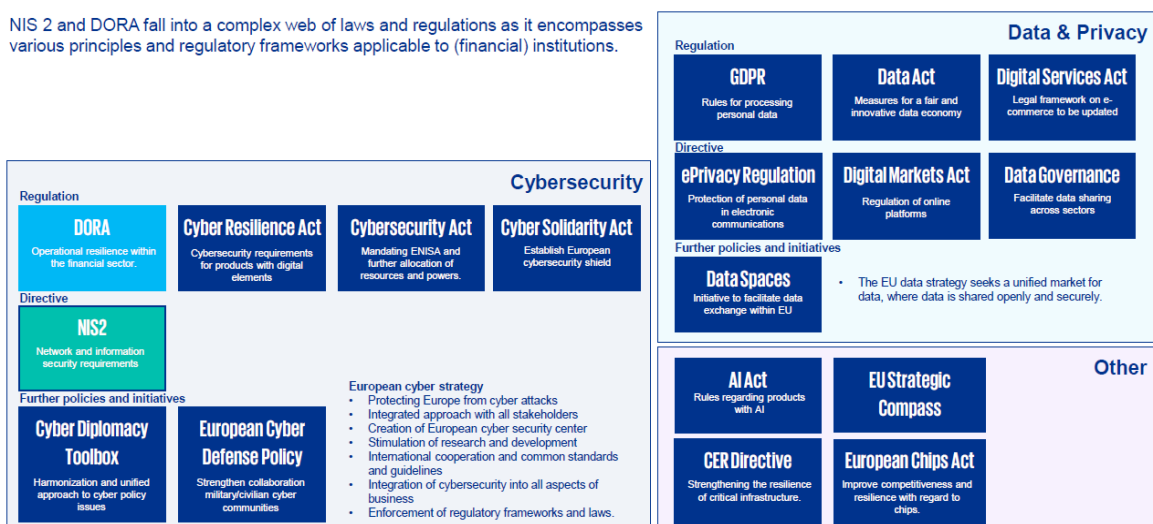 NIS 2 and DORA fall into a complex web of laws and regulations as it encompasses
various principles and regulatory frameworks applicable to (financial) institutions.
Cybersecurity
Regulation
DORA
Operational resilience within
the financial sector.
Cyber Resilience Act
Cybersecurity requirements
for products with digital
elements
Cybersecurity Act
Mandating ENISA and
further allocation of
resources and powers.
Cyber Solidarity Act
Establish European
cybersecurity shield
Directive
NIS2
Network and information
security requirements
Further policies and initiatives
Cyber Diplomacy
Toolbox
Harmonization and unified
approach to cyber policy
issues
European Cyber
Defense Policy
Strengthen collaboration
military/civilian cyber
communities
European cyber strategy
• Protecting Europe from cyber attacks
• Integrated approach with all stakeholders
• Creation of European cyber security center
• Stimulation of research and development
• International cooperation and common standards
and guidelines
• Integration of cybersecurity into all aspects of
business
• Enforcement of regulatory frameworks and laws.
Data & Privacy
Regulation
GDPR
Rules for processing
personal data
Data Act
Measures for a fair and
innovative data economy
Digital Services Act
Legal framework on e-
commerce to be updated
Directive
ePrivacy Regulation
Protection of personal data
in electronic
communications
Digital Markets Act
Regulation of online
platforms
Data Governance
Facilitate data sharing
across sectors
Further policies and initiatives
Data Spaces
Initiative to facilitate data
exchange within EU
• The EU data strategy seeks a unified market for
data, where data is shared openly and securely.
Other
AI Act
Rules regarding products
with AI
EU Strategic
Compass
CER Directive
Strengthening the resilience
of critical infrastructure.
European Chips Act
Improve competitiveness and
resilience with regard to
chips.